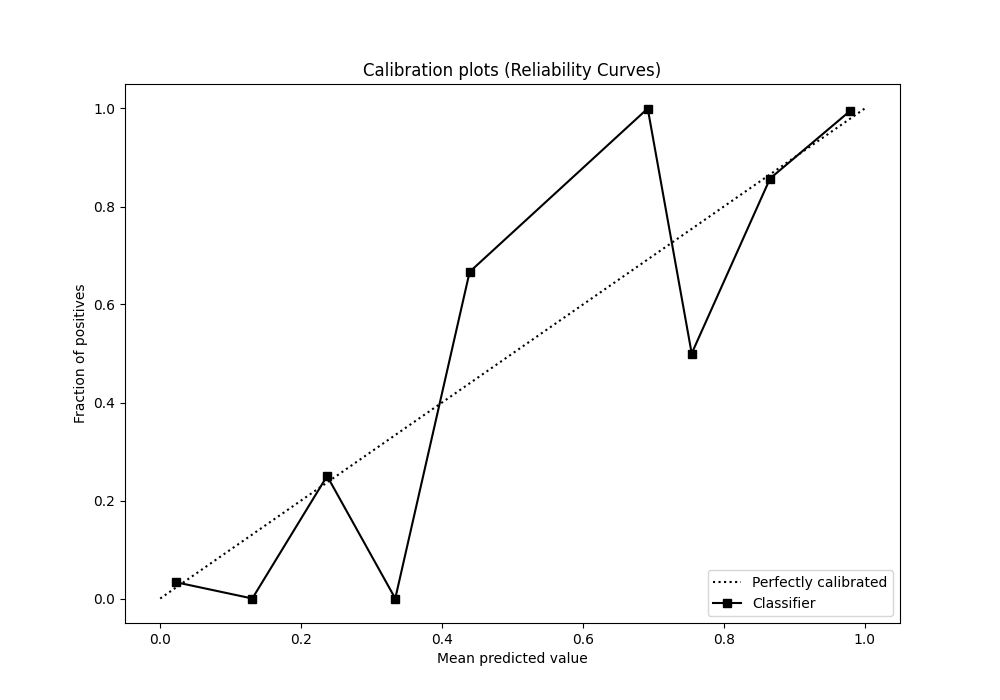 Calibration plots (Reliability Curves)
1.0
0.8
0.6
0.4
0.2
0.0
Fraction of positives
0.0 0.2 0.4 0.6 0.8 1.0
Mean predicted value
Perfectly calibrated
Classifier